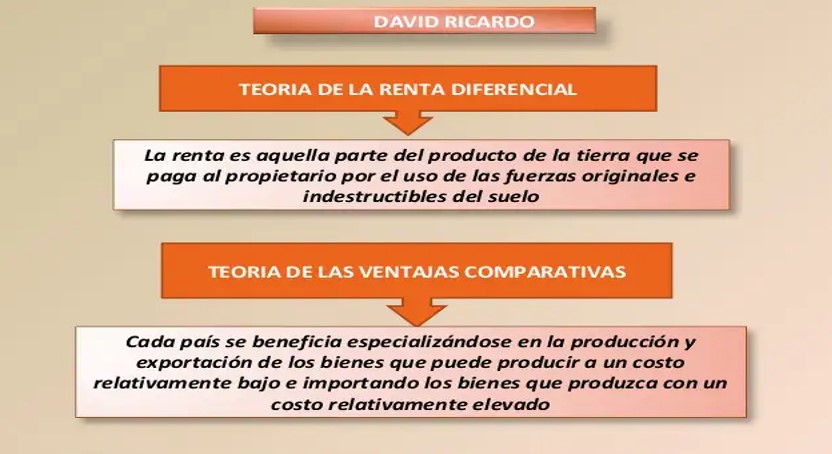 DAVID RICARDO
TEORIA DE LA RENTA DIFERENCIAL
La renta es aquella parte del producto de la tierra que se
paga al propietario por el uso de las fuerzas originales e
indestructibles del suelo
TEORIA DE LAS VENTAJAS COMPARATIVAS
Cada país se beneficia especializándose en la producción y
exportación de los bienes que puede producir a un costo
relativamente bajo e importando los bienes que produzca con un
costo relativamente elevado